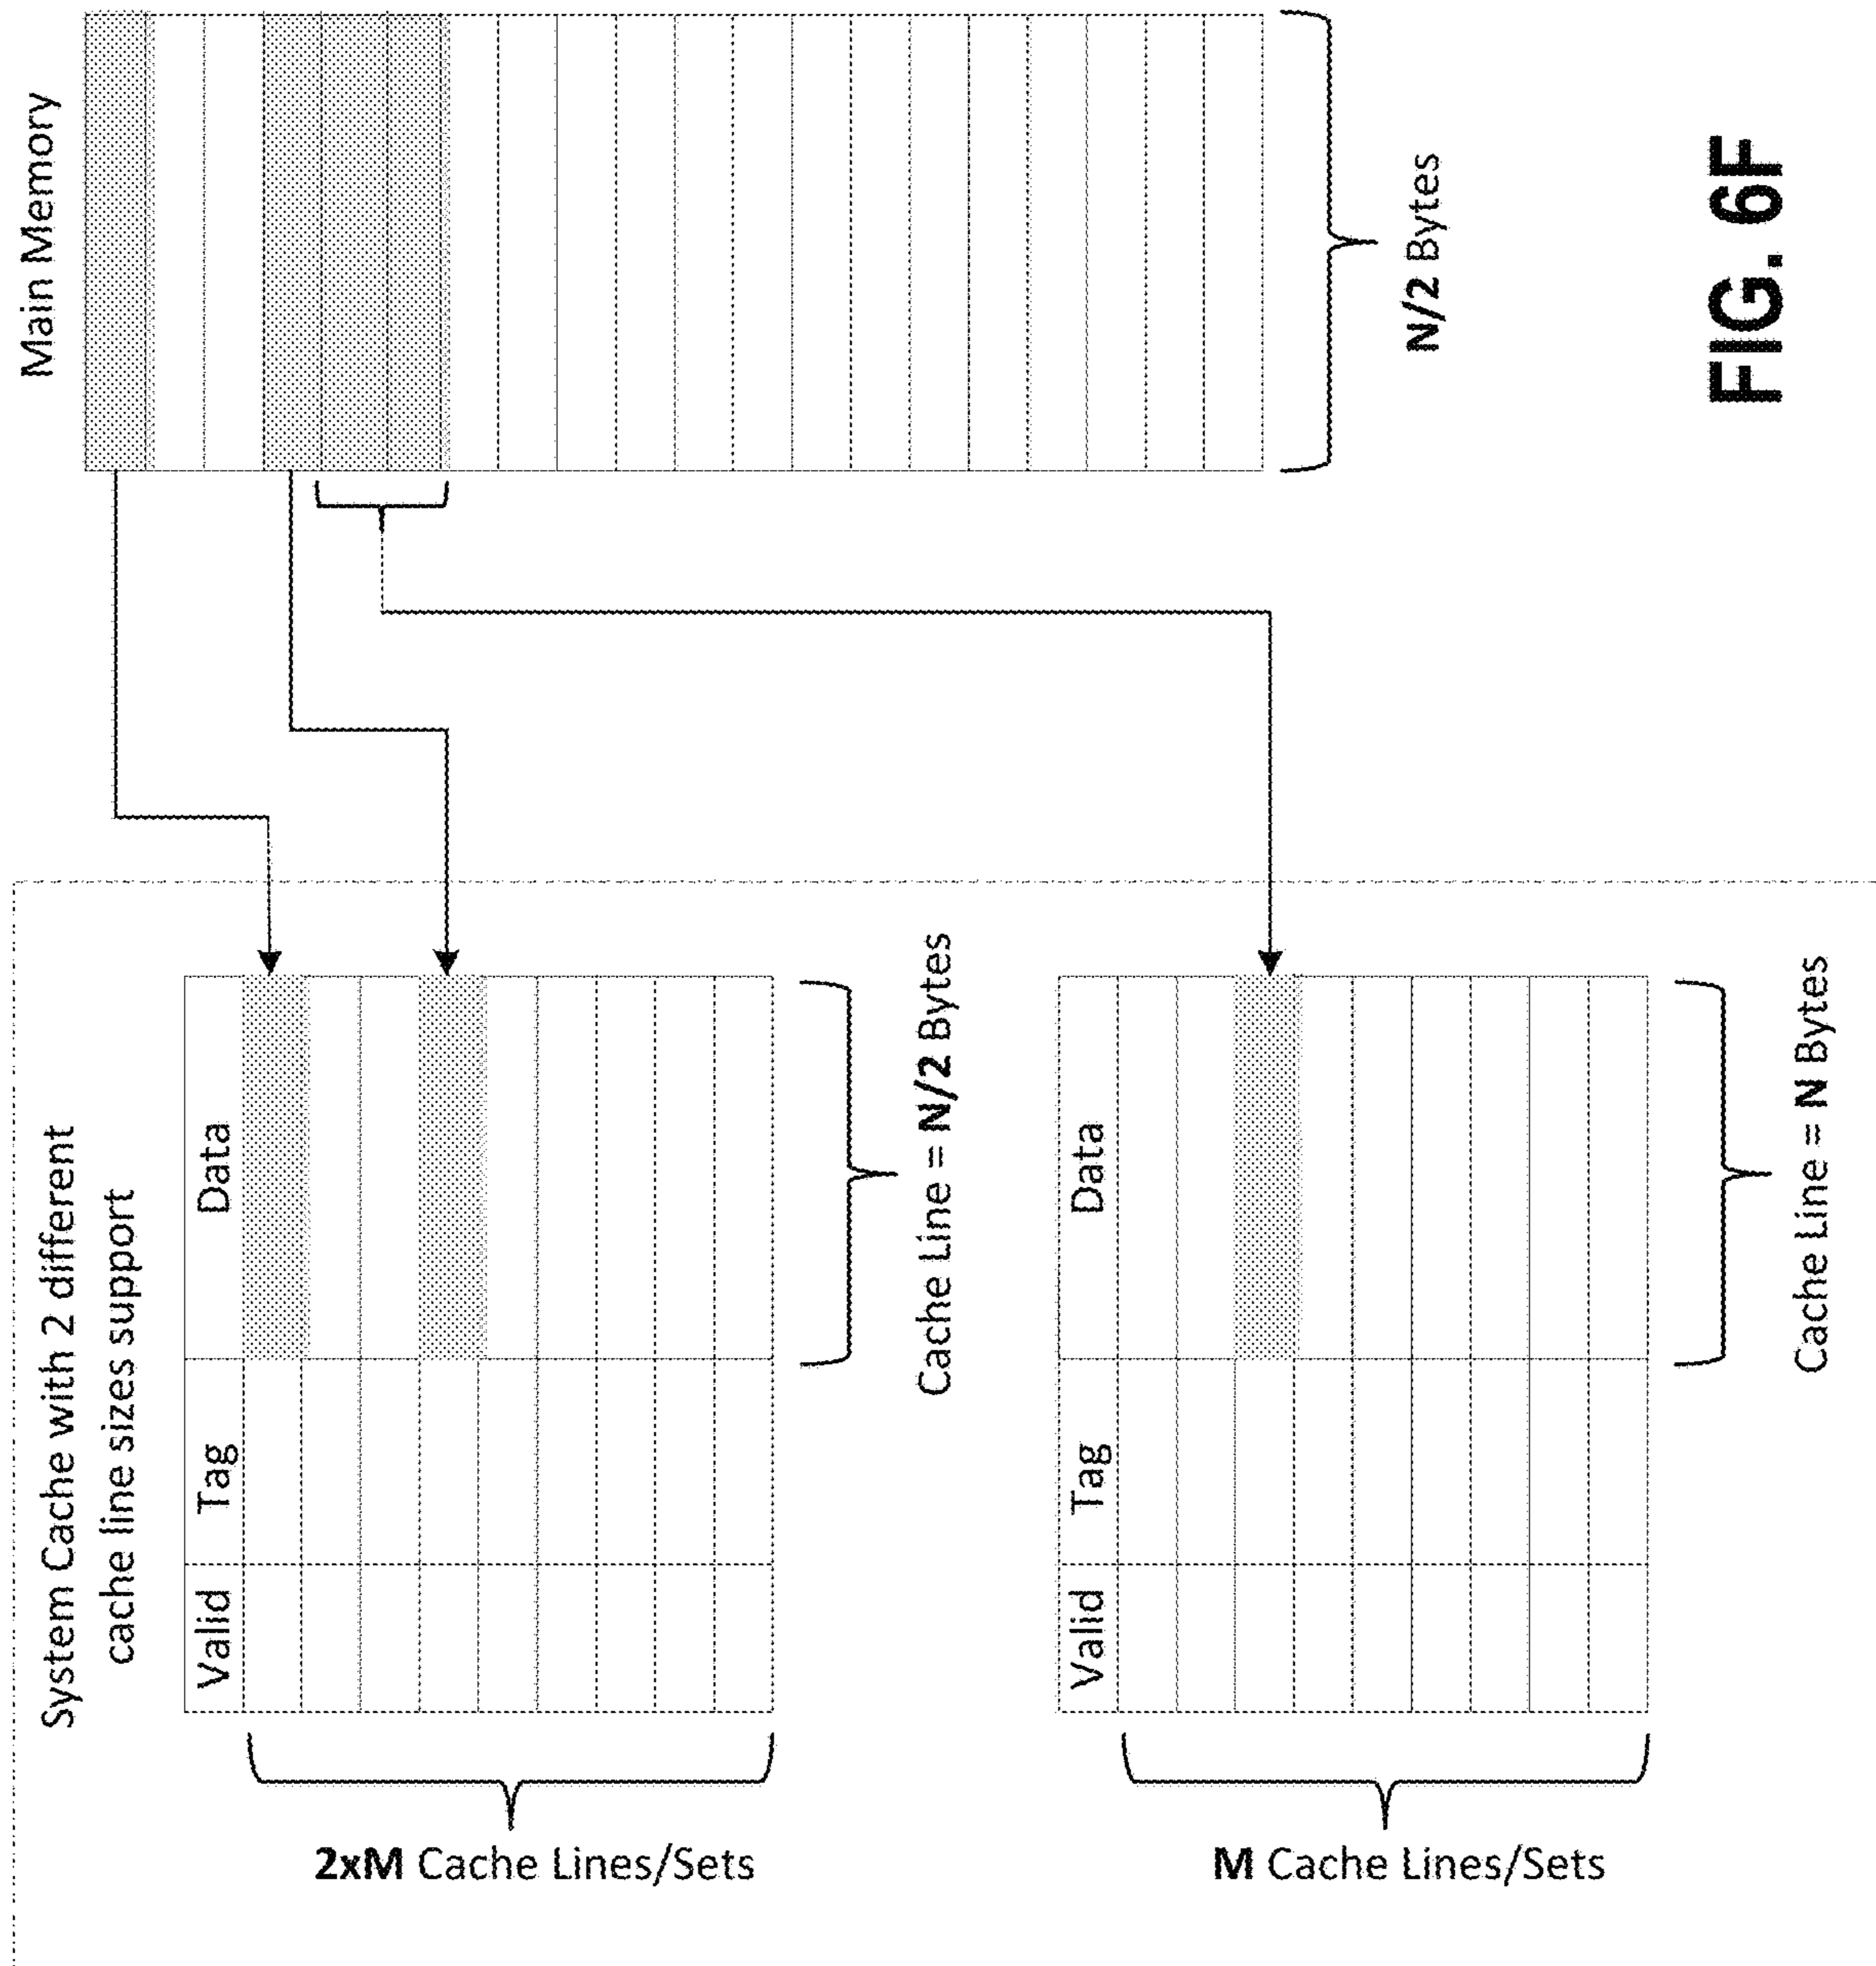 System Cache with 2 different
cache line sizes support
Main Memory
Valid Tag Data
2xM Cache Lines/Sets
Cache Line = N/2 Bytes
Valid Tag Data
M Cache Lines/Sets
Cache Line = N Bytes
N/2 Bytes
FIG. 6F